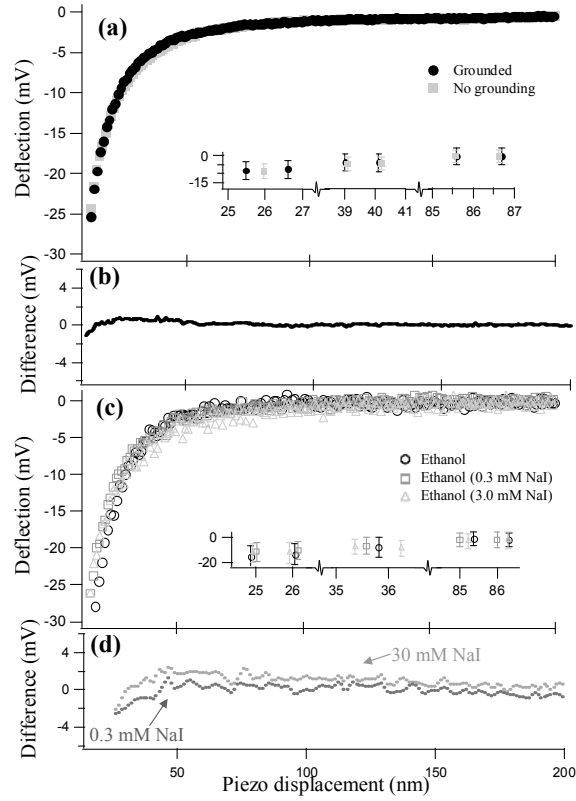 (a)
Deflection (mV)
0
-5
-10
-15
-20
-25
-30
Grounded
No grounding
0
-15
25 26 27 39 40 41 85 86 87
(b)
Difference (mV)
4
0
-4
(c)
Deflection (mV)
0
-5
-10
-15
-20
-25
-30
Ethanol
Ethanol (0.3 mM NaI)
Ethanol (3.0 mM NaI)
0
-20
25 26 35 36 85 86
(d)
Difference (mV)
4
0
-4
30 mM NaI
0.3 mM NaI
50 100 150 200
Piezo displacement (nm)